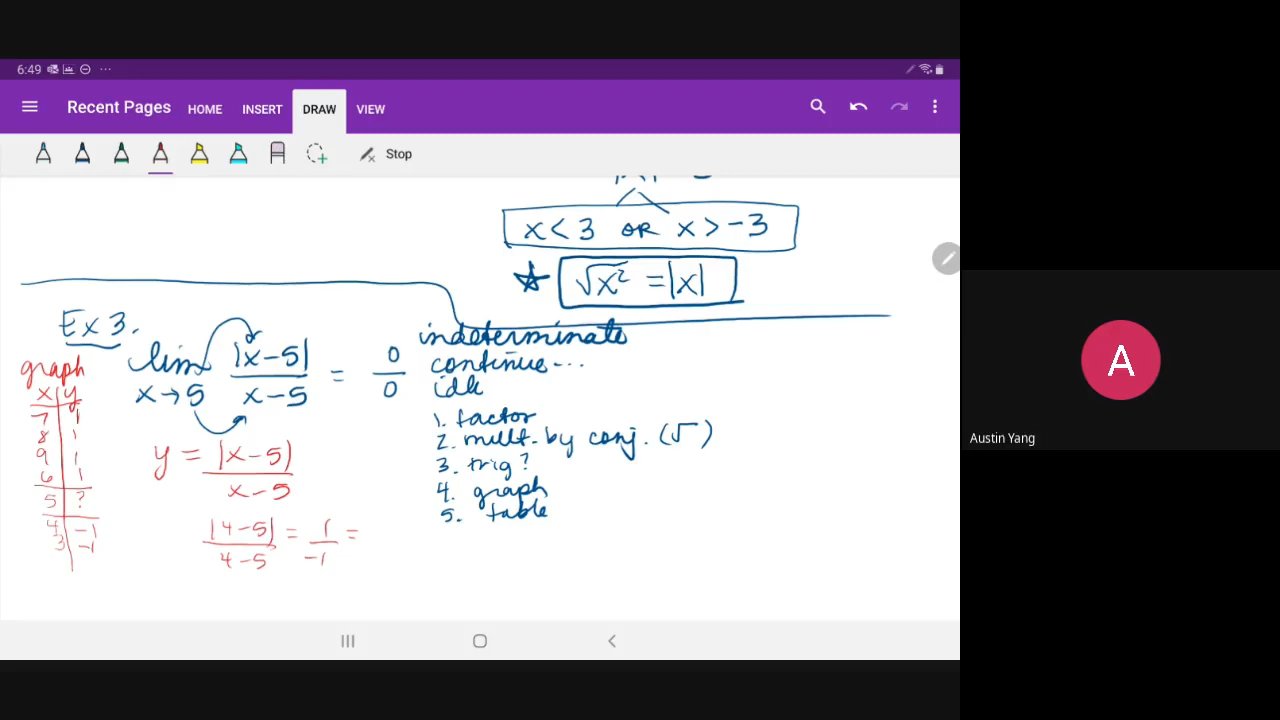 6:49
Recent Pages HOME INSERT DRAW VIEW
Stop
x < 3 OR x > -3
√x² = |x|
Ex 3.
lim x→5 |x-5| / x-5 = 0/0
indeterminate
continue...
idk
1. factor
2. mult. by conj. (√ )
3. trig?
4. graph
5. table
graph
x | y
7 | 1
8 | 1
9 | 1
6 | 1
5 | ?
4 | -1
3 | -1
y = |x-5| / x-5
|4-5| / 4-5 = 1/-1 =
A
Austin Yang